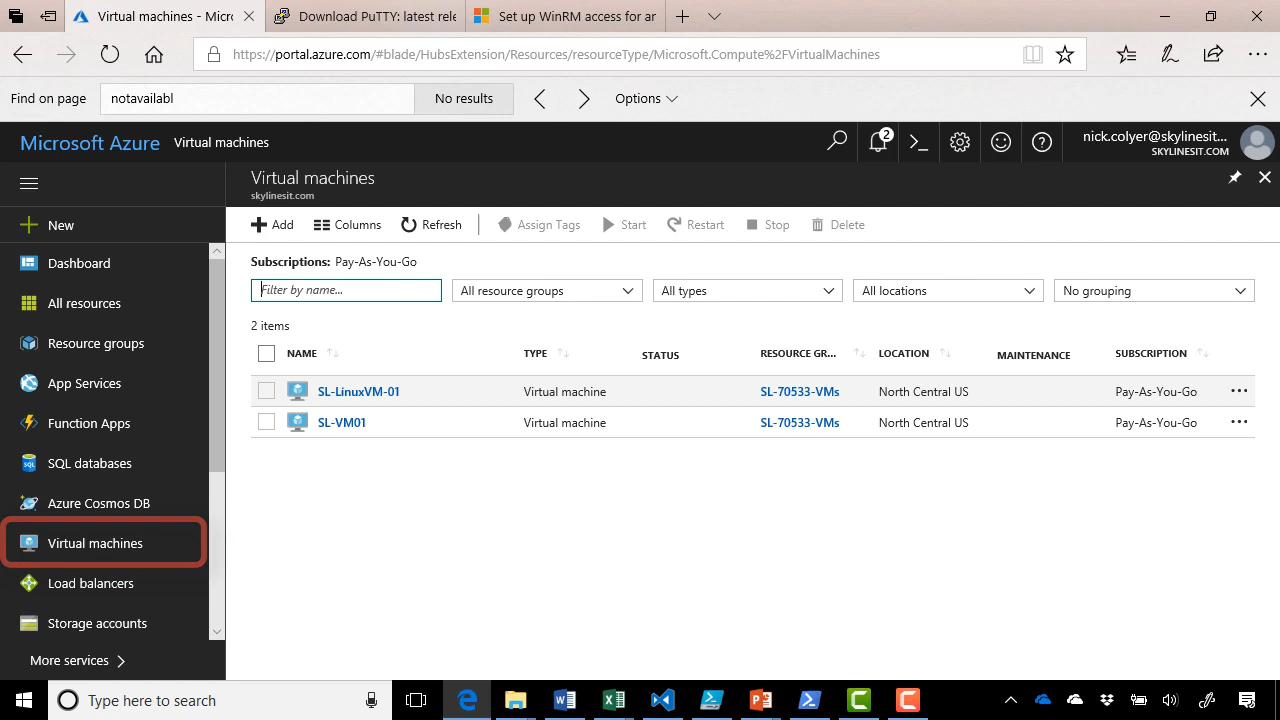 Virtual machines - Micro
Download PuTTY: latest rele
Set up WinRM access for ar
https://portal.azure.com/#blade/HubsExtension/Resources/resourceType/Microsoft.Compute%2FVirtualMachines
Find on page notavailabl No results Options
Microsoft Azure Virtual machines
2
nick.colyer@skylinesit....
SKYLINESIT.COM
Virtual machines
skylinesit.com
New
Add Columns Refresh Assign Tags Start Restart Stop Delete
Dashboard
All resources
Resource groups
App Services
Function Apps
SQL databases
Azure Cosmos DB
Virtual machines
Load balancers
Storage accounts
More services
Subscriptions: Pay-As-You-Go
Filter by name... All resource groups All types All locations No grouping
2 items
NAME TYPE STATUS RESOURCE GR... LOCATION MAINTENANCE SUBSCRIPTION
SL-LinuxVM-01 Virtual machine SL-70533-VMs North Central US Pay-As-You-Go
SL-VM01 Virtual machine SL-70533-VMs North Central US Pay-As-You-Go
Type here to search